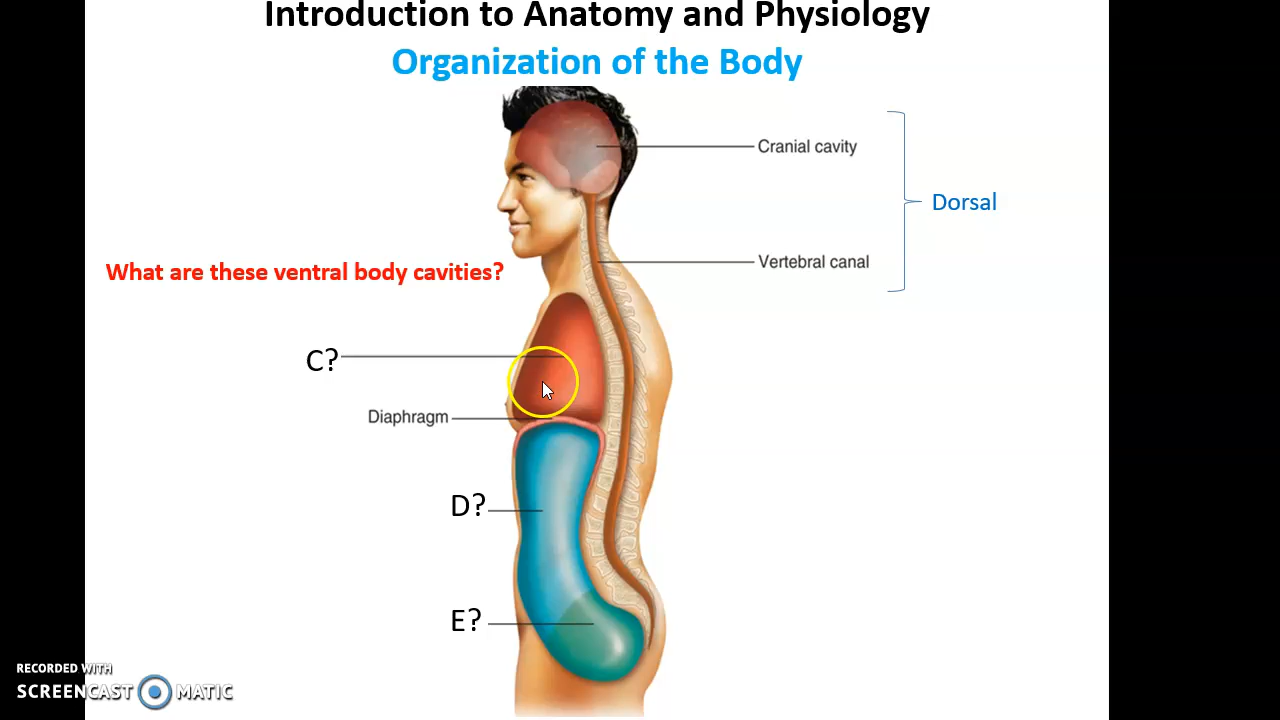 Introduction to Anatomy and Physiology
Organization of the Body
Cranial cavity
Dorsal
Vertebral canal
What are these ventral body cavities?
C?
Diaphragm
D?
E?
RECORDED WITH
SCREENCAST MATIC